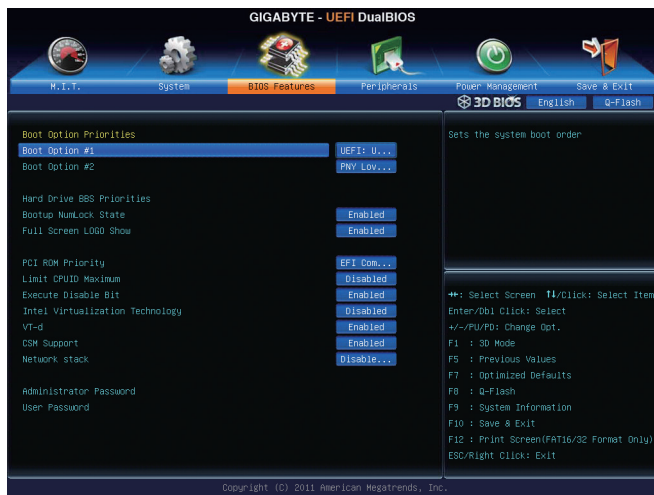 GIGABYTE - UEFI DualBIOS
M.I.T. System BIOS Features Peripherals Power Management Save & Exit
3D BIOS English Q-Flash
Boot Option Priorities
Boot Option #1 UEFI: U...
Boot Option #2 PNY Lov...
Hard Drive BBS Priorities
Bootup NumLock State Enabled
Full Screen LOGO Show Enabled
PCI ROM Priority EFI Com...
Limit CPUID Maximum Disabled
Execute Disable Bit Enabled
Intel Virtualization Technology Disabled
VT-d Enabled
CSM Support Enabled
Network stack Disable...
Administrator Password
User Password
Sets the system boot order
→←: Select Screen ↑↓/Click: Select Item
Enter/Dbl Click: Select
+/-/PU/PD: Change Opt.
F1 : 3D Mode
F5 : Previous Values
F7 : Optimized Defaults
F8 : Q-Flash
F9 : System Information
F10 : Save & Exit
F12 : Print Screen(FAT16/32 Format Only)
ESC/Right Click: Exit
Copyright (C) 2011 American Megatrends, Inc.